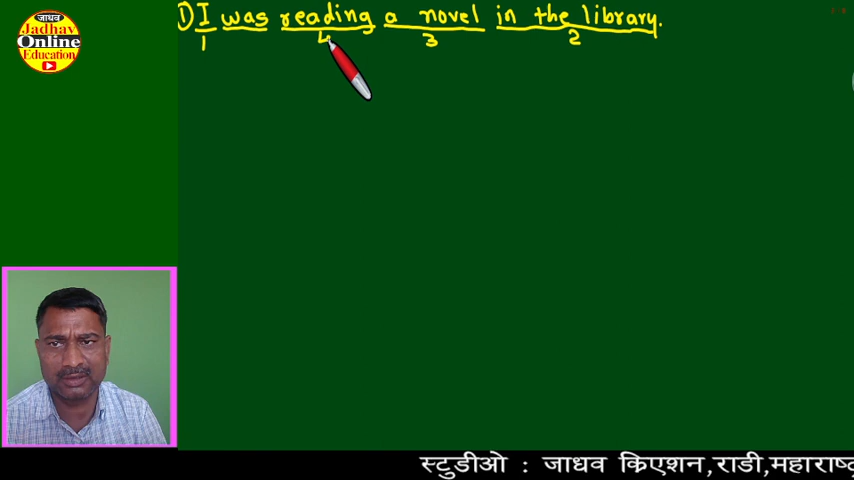 जाधव
Jadhav
Online
Education
1) I was reading a novel in the library.
1 4 3 2
स्टुडीओ : जाधव क्रिएशन,राडी,महाराष्ट्र